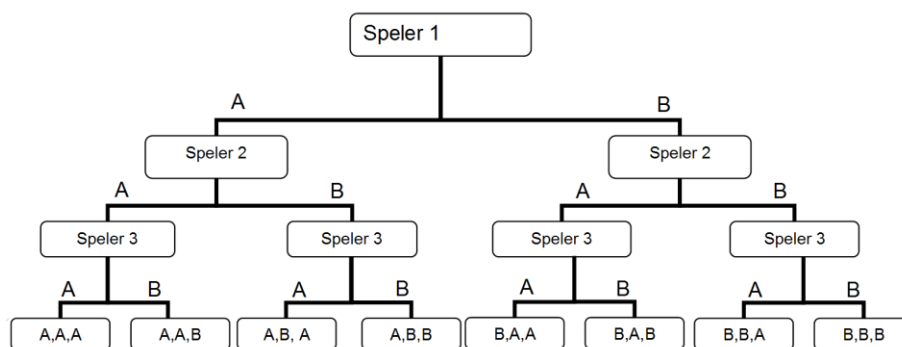 Speler 1
A B
Speler 2 Speler 2
A B A B
Speler 3 Speler 3 Speler 3 Speler 3
A B A B A B A B
A,A,A A,A,B A,B, A A,B,B B,A,A B,A,B B,B,A B,B,B